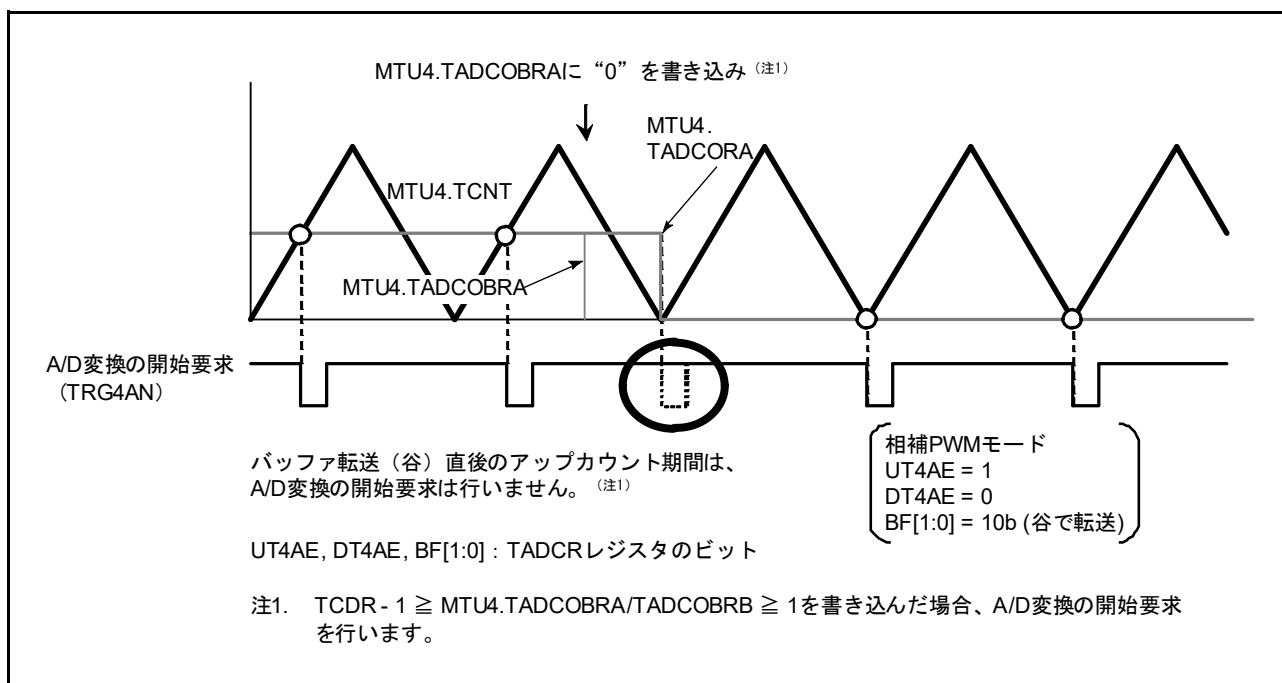 MTU4.TADCOBRAに“0”を書き込み（注1）
MTU4.
TADCORA
MTU4.TCNT
MTU4.TADCOBRA
A/D変換の開始要求
（TRG4AN）
バッファ転送（谷）直後のアップカウント期間は、
A/D変換の開始要求は行いません。（注1）
相補PWMモード
UT4AE = 1
DT4AE = 0
BF[1:0] = 10b (谷で転送)
UT4AE, DT4AE, BF[1:0]：TADCRレジスタのビット
注1. TCDR - 1 ≧ MTU4.TADCOBRA/TADCOBRB ≧ 1を書き込んだ場合、A/D変換の開始要求
を行います。